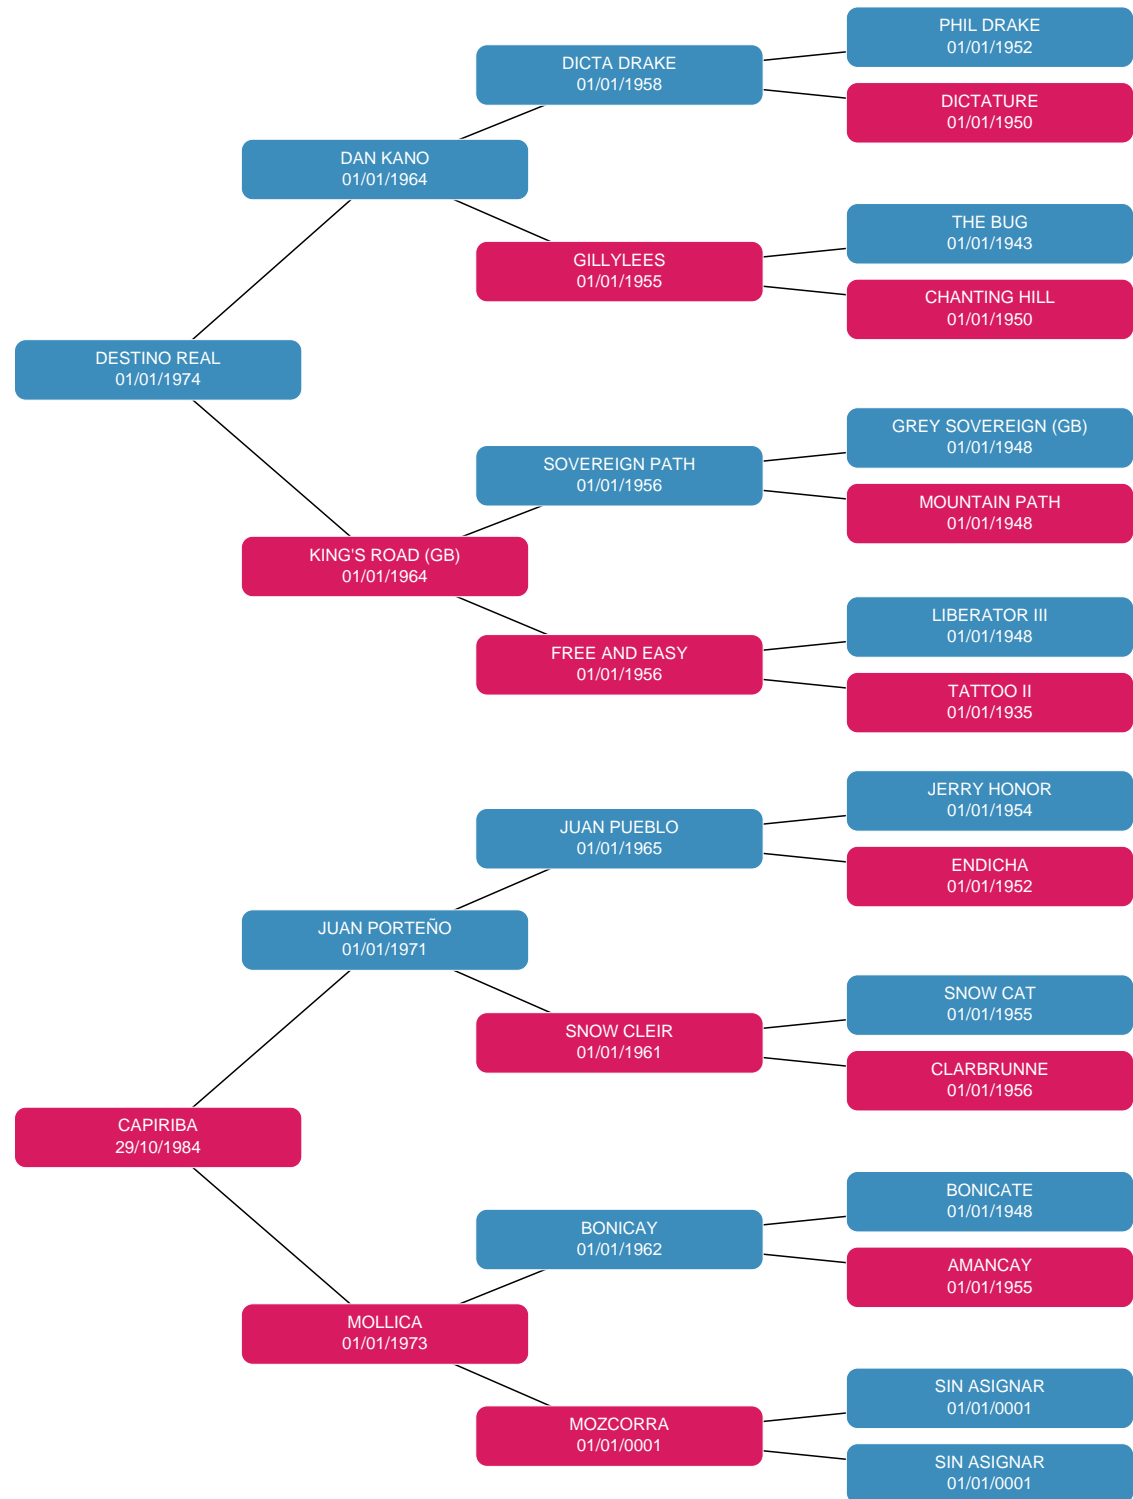 PHIL DRAKE
01/01/1952
DICTA DRAKE
01/01/1958
DICTATURE
01/01/1950
DAN KANO
01/01/1964
THE BUG
01/01/1943
GILLYLEES
01/01/1955
CHANTING HILL
01/01/1950
DESTINO REAL
01/01/1974
GREY SOVEREIGN (GB)
01/01/1948
SOVEREIGN PATH
01/01/1956
MOUNTAIN PATH
01/01/1948
KING'S ROAD (GB)
01/01/1964
LIBERATOR III
01/01/1948
FREE AND EASY
01/01/1956
TATTOO II
01/01/1935
JERRY HONOR
01/01/1954
JUAN PUEBLO
01/01/1965
ENDICHA
01/01/1952
JUAN PORTEÑO
01/01/1971
SNOW CAT
01/01/1955
SNOW CLEIR
01/01/1961
CLARBRUNNE
01/01/1956
CAPIRIBA
29/10/1984
BONICATE
01/01/1948
BONICAY
01/01/1962
AMANCAY
01/01/1955
MOLLICA
01/01/1973
SIN ASIGNAR
01/01/0001
MOZCORRA
01/01/0001
SIN ASIGNAR
01/01/0001